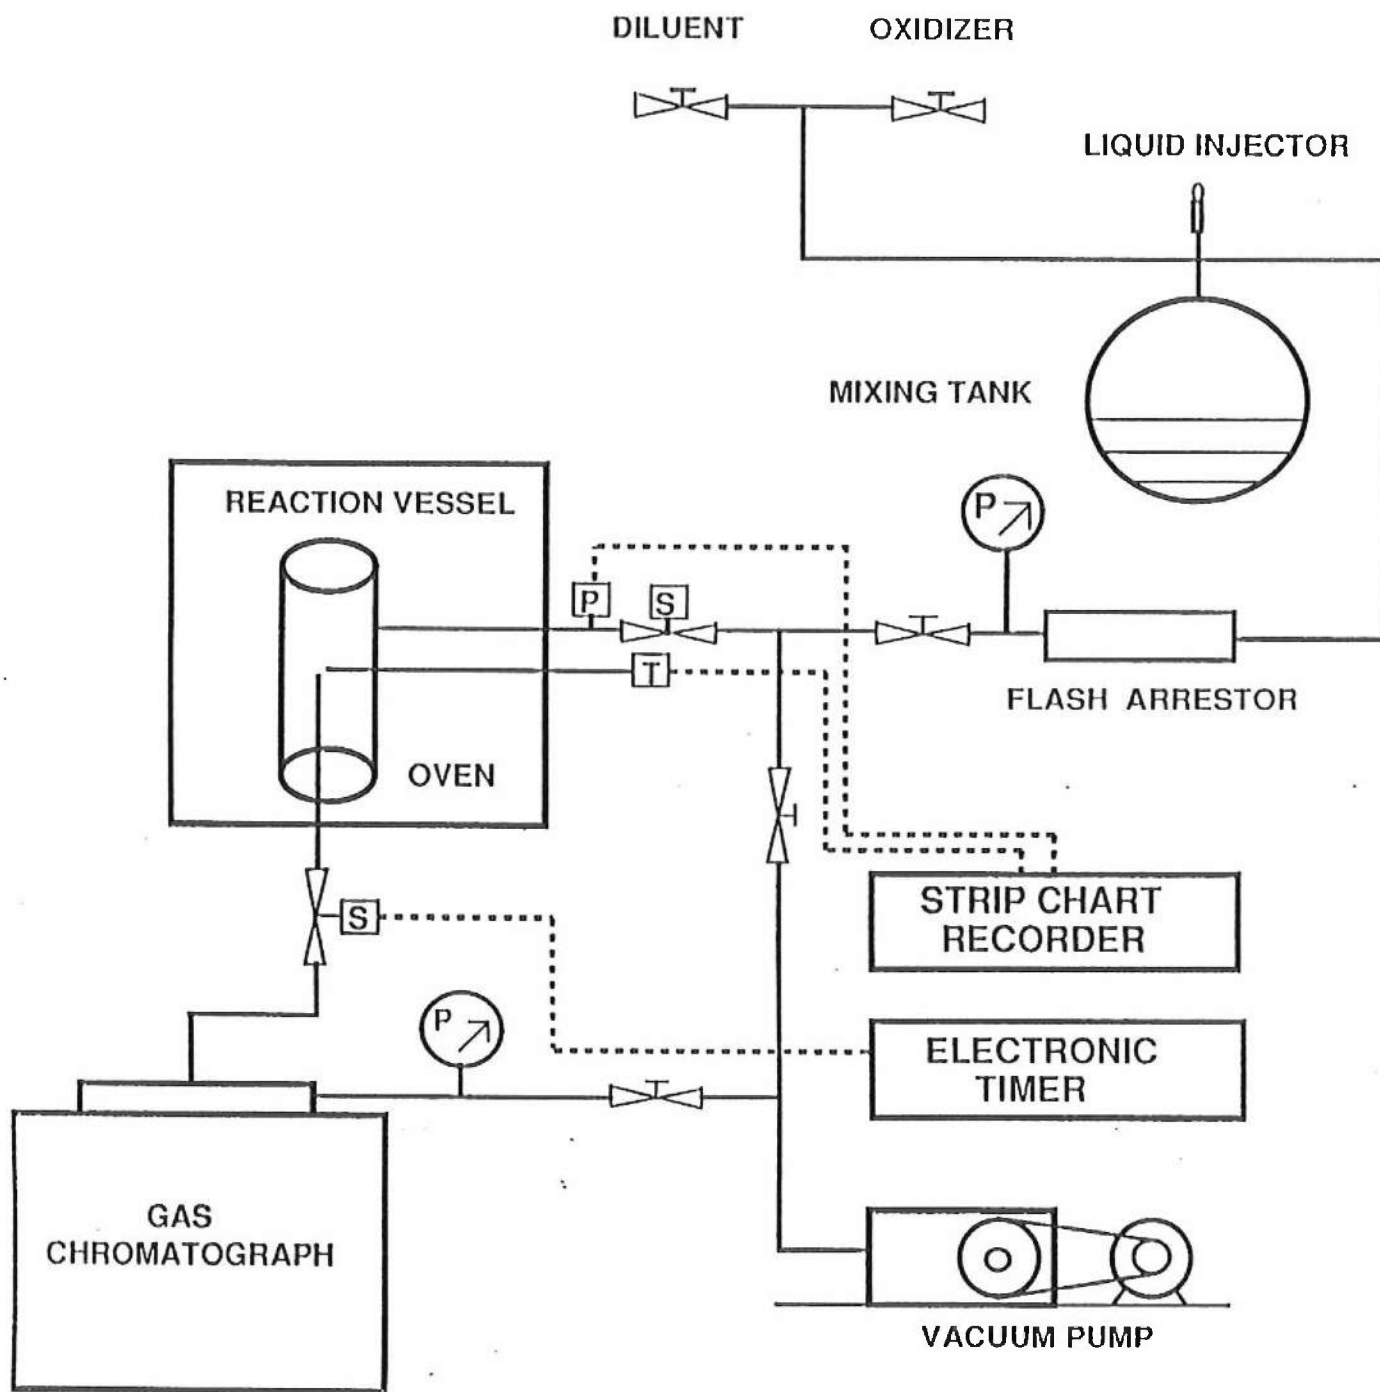 DILUENT
OXIDIZER
LIQUID INJECTOR
MIXING TANK
REACTION VESSEL
P
P
S
T
FLASH ARRESTOR
OVEN
STRIP CHART
RECORDER
S
P
ELECTRONIC
TIMER
GAS
CHROMATOGRAPH
VACUUM PUMP